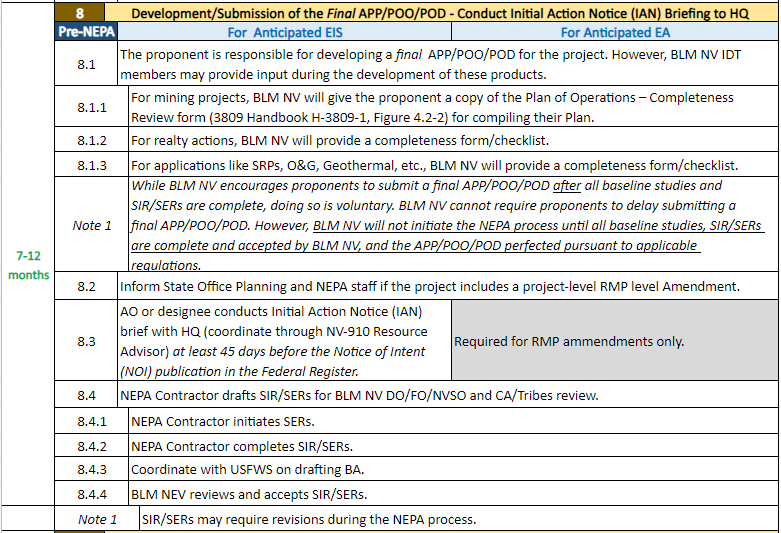 8 Development/Submission of the Final APP/POO/POD - Conduct Initial Action Notice (IAN) Briefing to HQ
Pre-NEPA For Anticipated EIS For Anticipated EA
8.1 The proponent is responsible for developing a final APP/POO/POD for the project. However, BLM NV IDT
members may provide input during the development of these products.
8.1.1 For mining projects, BLM NV will give the proponent a copy of the Plan of Operations – Completeness
Review form (3809 Handbook H-3809-1, Figure 4.2-2) for compiling their Plan.
8.1.2 For realty actions, BLM NV will provide a completeness form/checklist.
8.1.3 For applications like SRPs, O&G, Geothermal, etc., BLM NV will provide a completeness form/checklist.
Note 1 While BLM NV encourages proponents to submit a final APP/POO/POD after all baseline studies and
SIR/SERs are complete, doing so is voluntary. BLM NV cannot require proponents to delay submitting a
final APP/POO/POD. However, BLM NV will not initiate the NEPA process until all baseline studies, SIR/SERs
are complete and accepted by BLM NV, and the APP/POO/POD perfected pursuant to applicable
regulations.
7-12
months
8.2 Inform State Office Planning and NEPA staff if the project includes a project-level RMP level Amendment.
8.3 AO or designee conducts Initial Action Notice (IAN)
brief with HQ (coordinate through NV-910 Resource
Advisor) at least 45 days before the Notice of Intent
(NOI) publication in the Federal Register.
Required for RMP ammendments only.
8.4 NEPA Contractor drafts SIR/SERs for BLM NV DO/FO/NVSO and CA/Tribes review.
8.4.1 NEPA Contractor initiates SERs.
8.4.2 NEPA Contractor completes SIR/SERs.
8.4.3 Coordinate with USFWS on drafting BA.
8.4.4 BLM NEV reviews and accepts SIR/SERs.
Note 1 SIR/SERs may require revisions during the NEPA process.